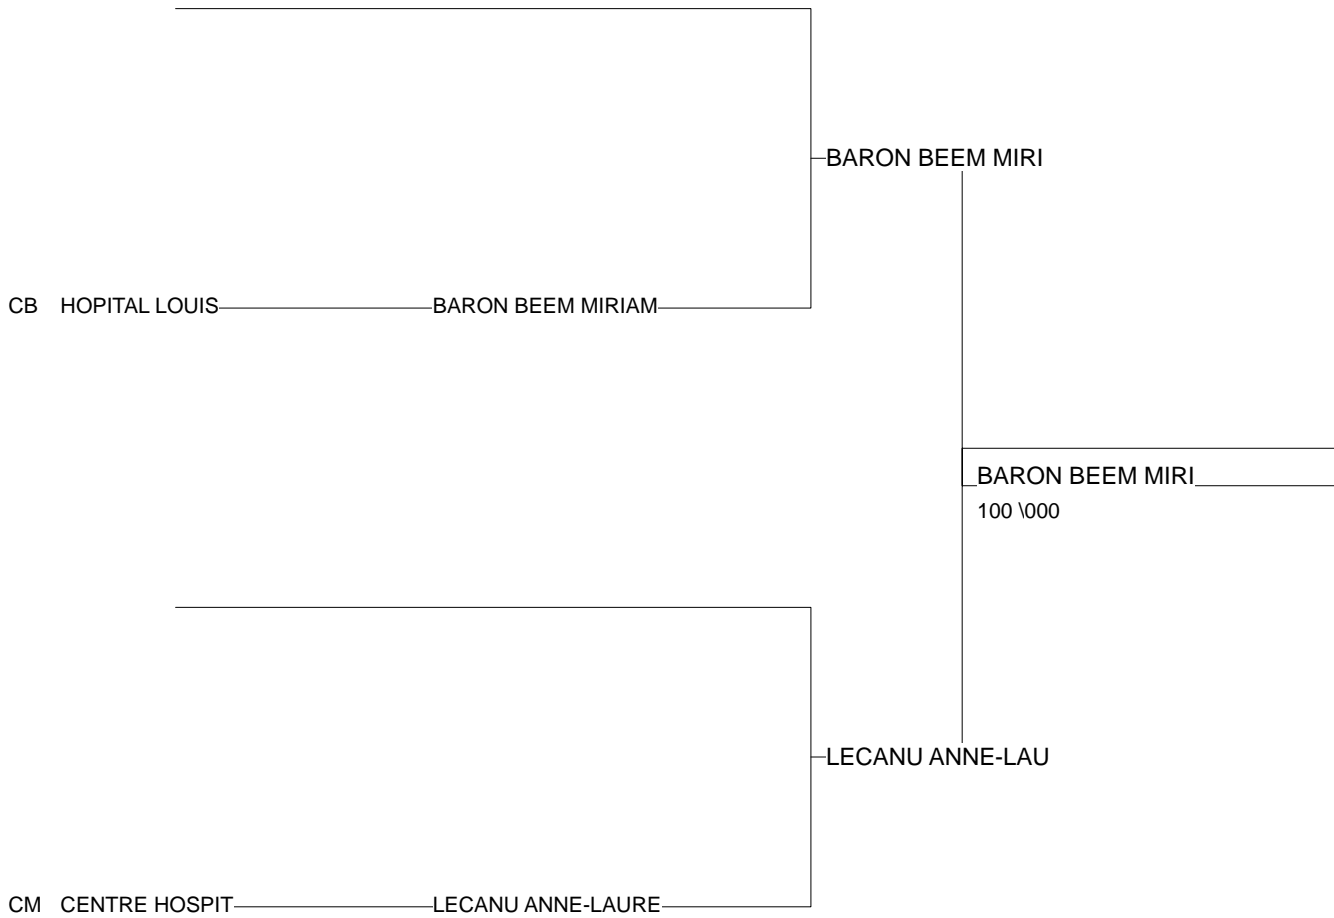 BARON BEEM MIRI
CB HOPITAL LOUIS BARON BEEM MIRIAM
BARON BEEM MIRI
100 \000
LECANU ANNE-LAU
CM CENTRE HOSPIT LECANU ANNE-LAURE